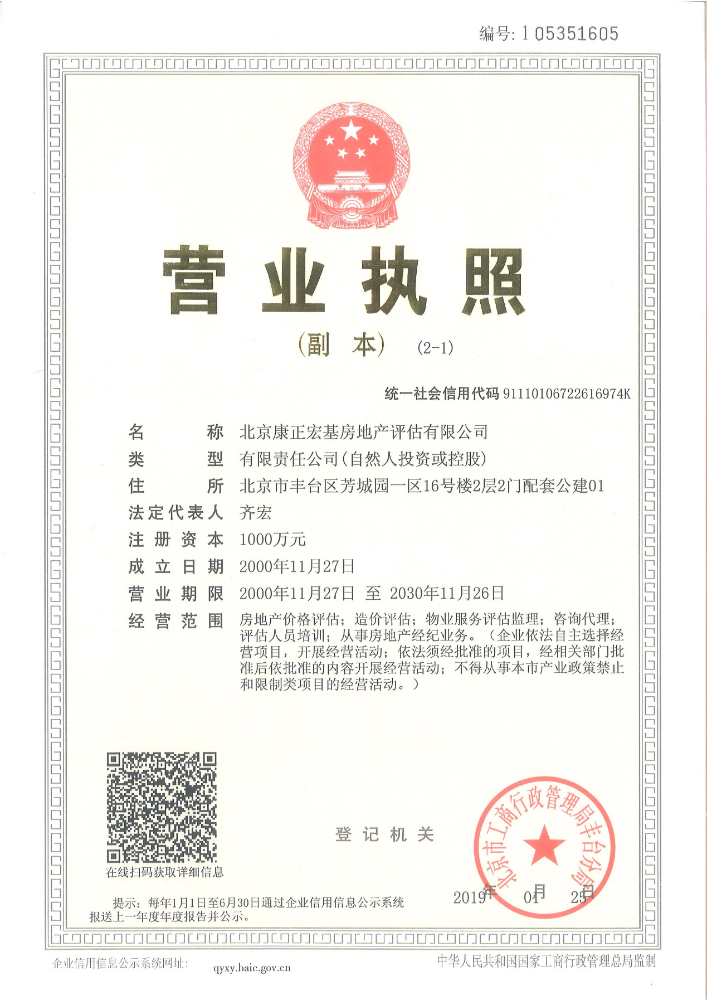 编号: 1 05351605
营业执照
(副 本) (2-1)
统一社会信用代码 91110106722616974K
名称 北京康正宏基房地产评估有限公司
类型 有限责任公司(自然人投资或控股)
住所 北京市丰台区芳城园一区16号楼2层2门配套公建01
法定代表人 齐宏
注册资本 1000万元
成立日期 2000年11月27日
营业期限 2000年11月27日 至 2030年11月26日
经营范围 房地产价格评估；造价评估；物业服务评估监理；咨询代理；
评估人员培训；从事房地产经纪业务。（企业依法自主选择经
营项目，开展经营活动；依法须经批准的项目，经相关部门批
准后依批准的内容开展经营活动；不得从事本市产业政策禁止
和限制类项目的经营活动。）
在线扫码获取详细信息
登记机关
北京市工商行政管理局丰台分局
2019年 01月 25日
提示：每年1月1日至6月30日通过企业信用信息公示系统
报送上一年度年度报告并公示。
企业信用信息公示系统网址： qyxy.baic.gov.cn
中华人民共和国国家工商行政管理总局监制